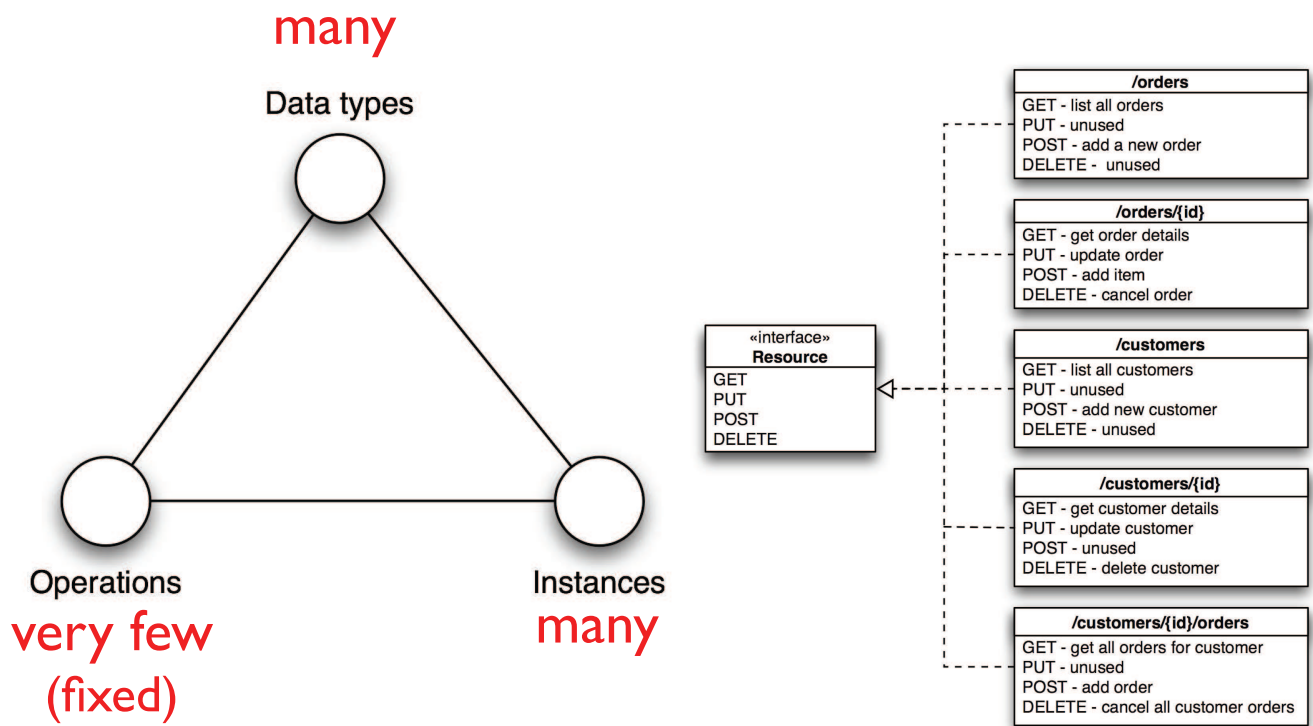 many
Data types
Operations
very few
(fixed)
Instances
many
«interface»
Resource
GET
PUT
POST
DELETE
/orders
GET - list all orders
PUT - unused
POST - add a new order
DELETE -  unused
/orders/{id}
GET - get order details
PUT - update order
POST - add item
DELETE - cancel order
/customers
GET - list all customers
PUT - unused
POST - add new customer
DELETE - unused
/customers/{id}
GET - get customer details
PUT - update customer
POST - unused
DELETE - delete customer
/customers/{id}/orders
GET - get all orders for customer
PUT - unused
POST - add order
DELETE - cancel all customer orders